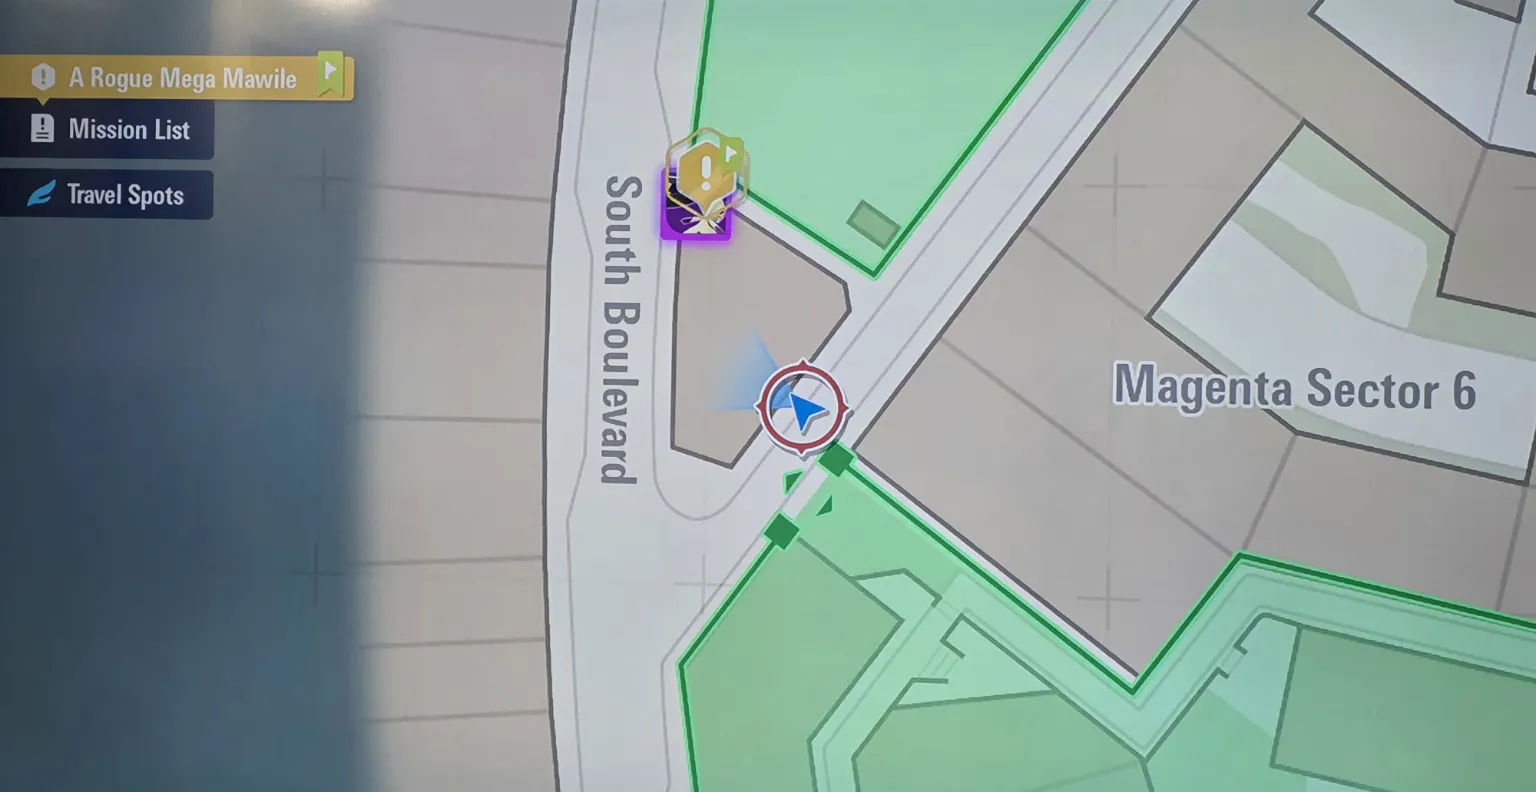 A Rogue Mega Mawile
Mission List
Travel Spots
South Boulevard
Magenta Sector 6